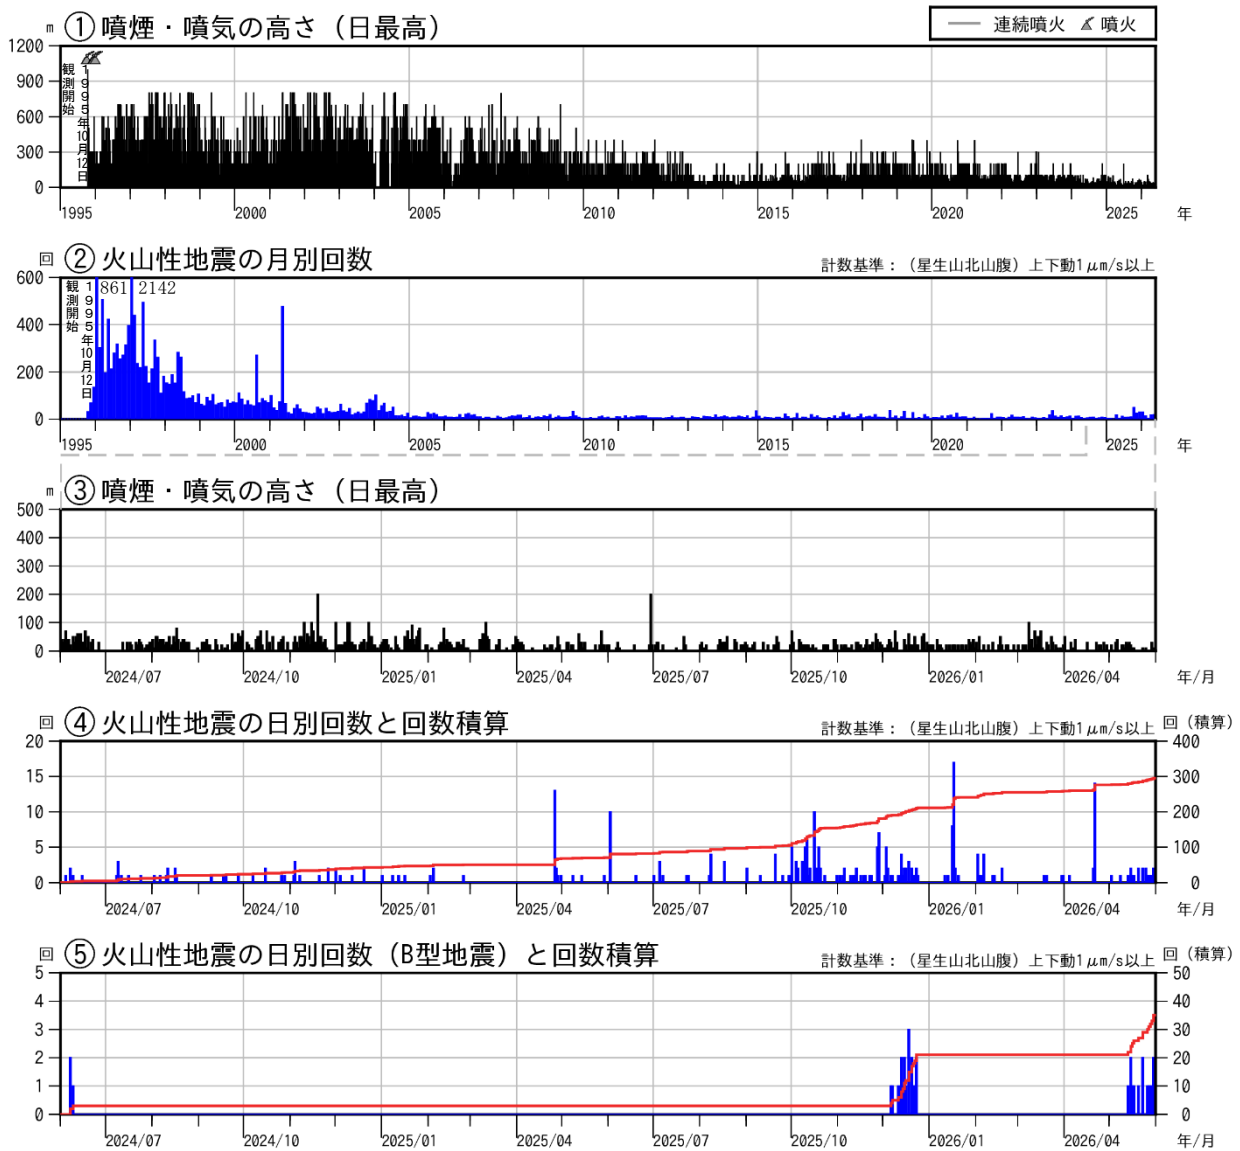 m ①噴煙・噴気の高さ（日最高）
連続噴火 噴火
1200
900
600
300
0
観測開始
1995年10月12日
1995 2000 2005 2010 2015 2020 2025 年
回 ②火山性地震の月別回数
計数基準：（星生山北山腹）上下動1μm/s以上
600
400
200
0
観測開始
1995年10月12日
861 2142
1995 2000 2005 2010 2015 2020 2025 年
m ③噴煙・噴気の高さ（日最高）
500
400
300
200
100
0
2024/07 2024/10 2025/01 2025/04 2025/07 2025/10 2026/01 2026/04 年/月
回 ④火山性地震の日別回数と回数積算
計数基準：（星生山北山腹）上下動1μm/s以上 回（積算）
20 400
15 300
10 200
5 100
0 0
2024/07 2024/10 2025/01 2025/04 2025/07 2025/10 2026/01 2026/04 年/月
回 ⑤火山性地震の日別回数（B型地震）と回数積算
計数基準：（星生山北山腹）上下動1μm/s以上 回（積算）
5 50
4 40
3 30
2 20
1 10
0 0
2024/07 2024/10 2025/01 2025/04 2025/07 2025/10 2026/01 2026/04 年/月